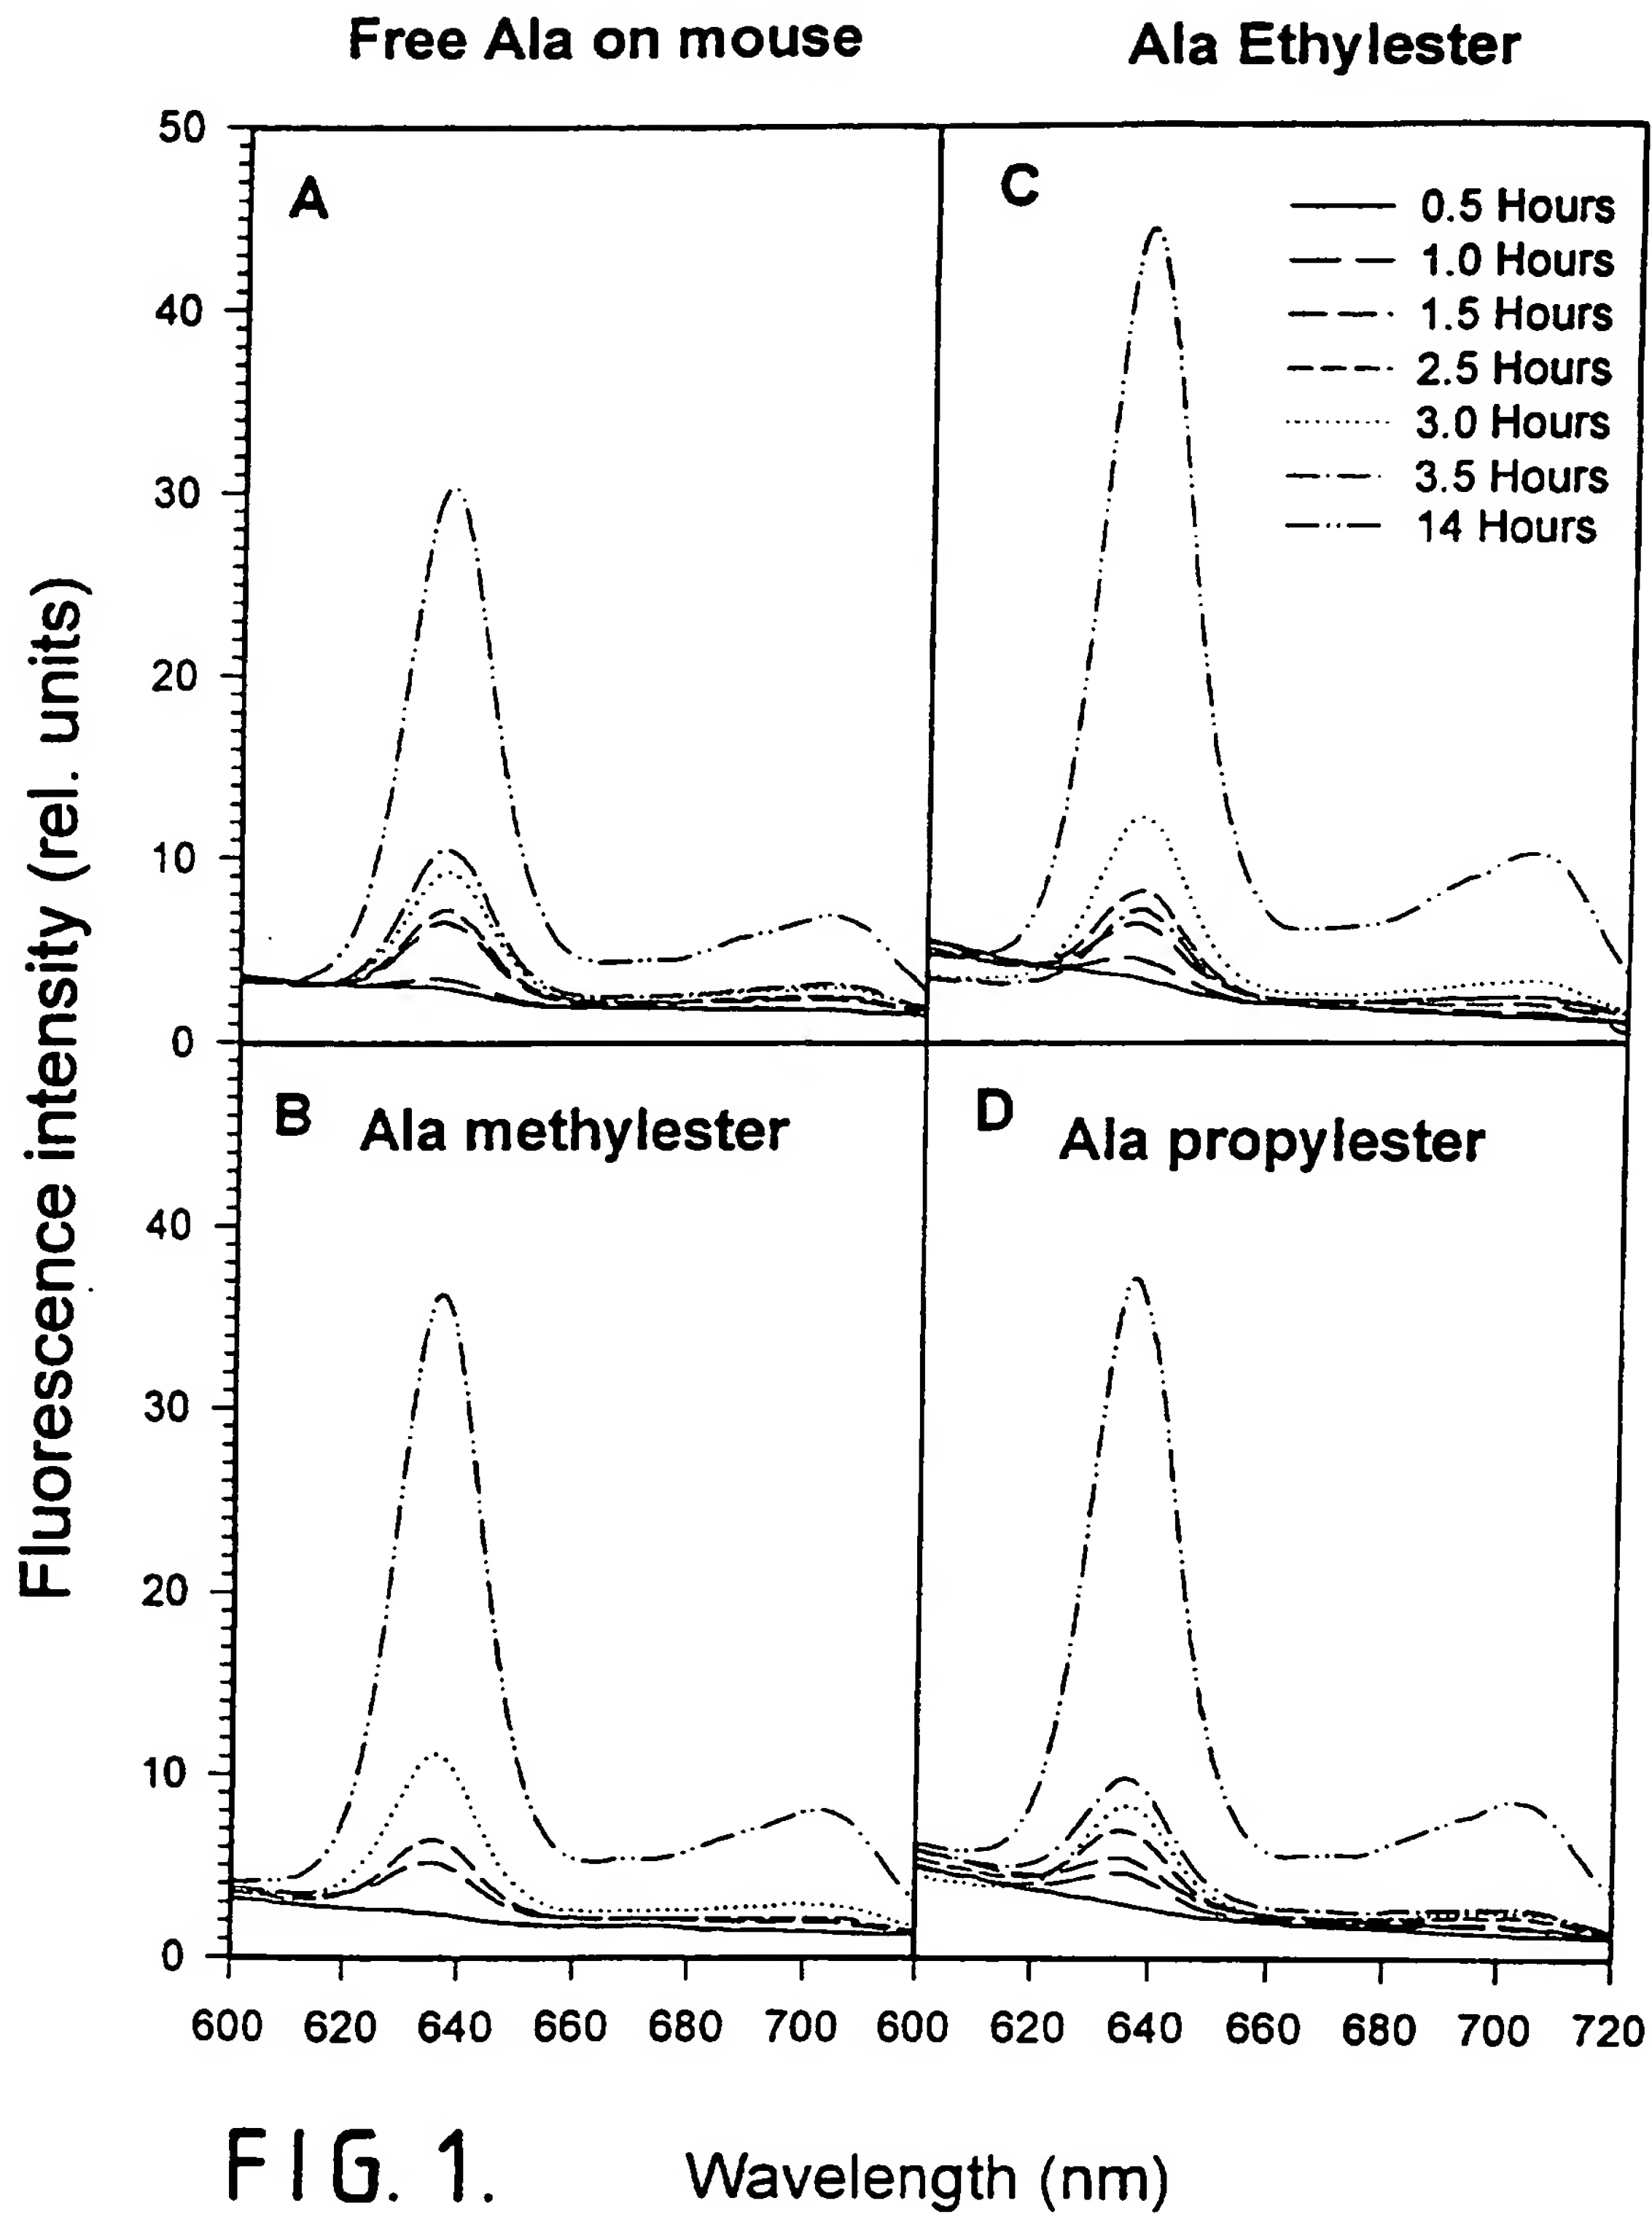 Free Ala on mouse
Ala Ethylester
50
40
30
20
10
0
A
C
0.5 Hours
1.0 Hours
1.5 Hours
2.5 Hours
3.0 Hours
3.5 Hours
14 Hours
Fluorescence intensity (rel. units)
B
Ala methylester
D
Ala propylester
40
30
20
10
0
600 620 640 660 680 700 600 620 640 660 680 700 720
FIG. 1.
Wavelength (nm)